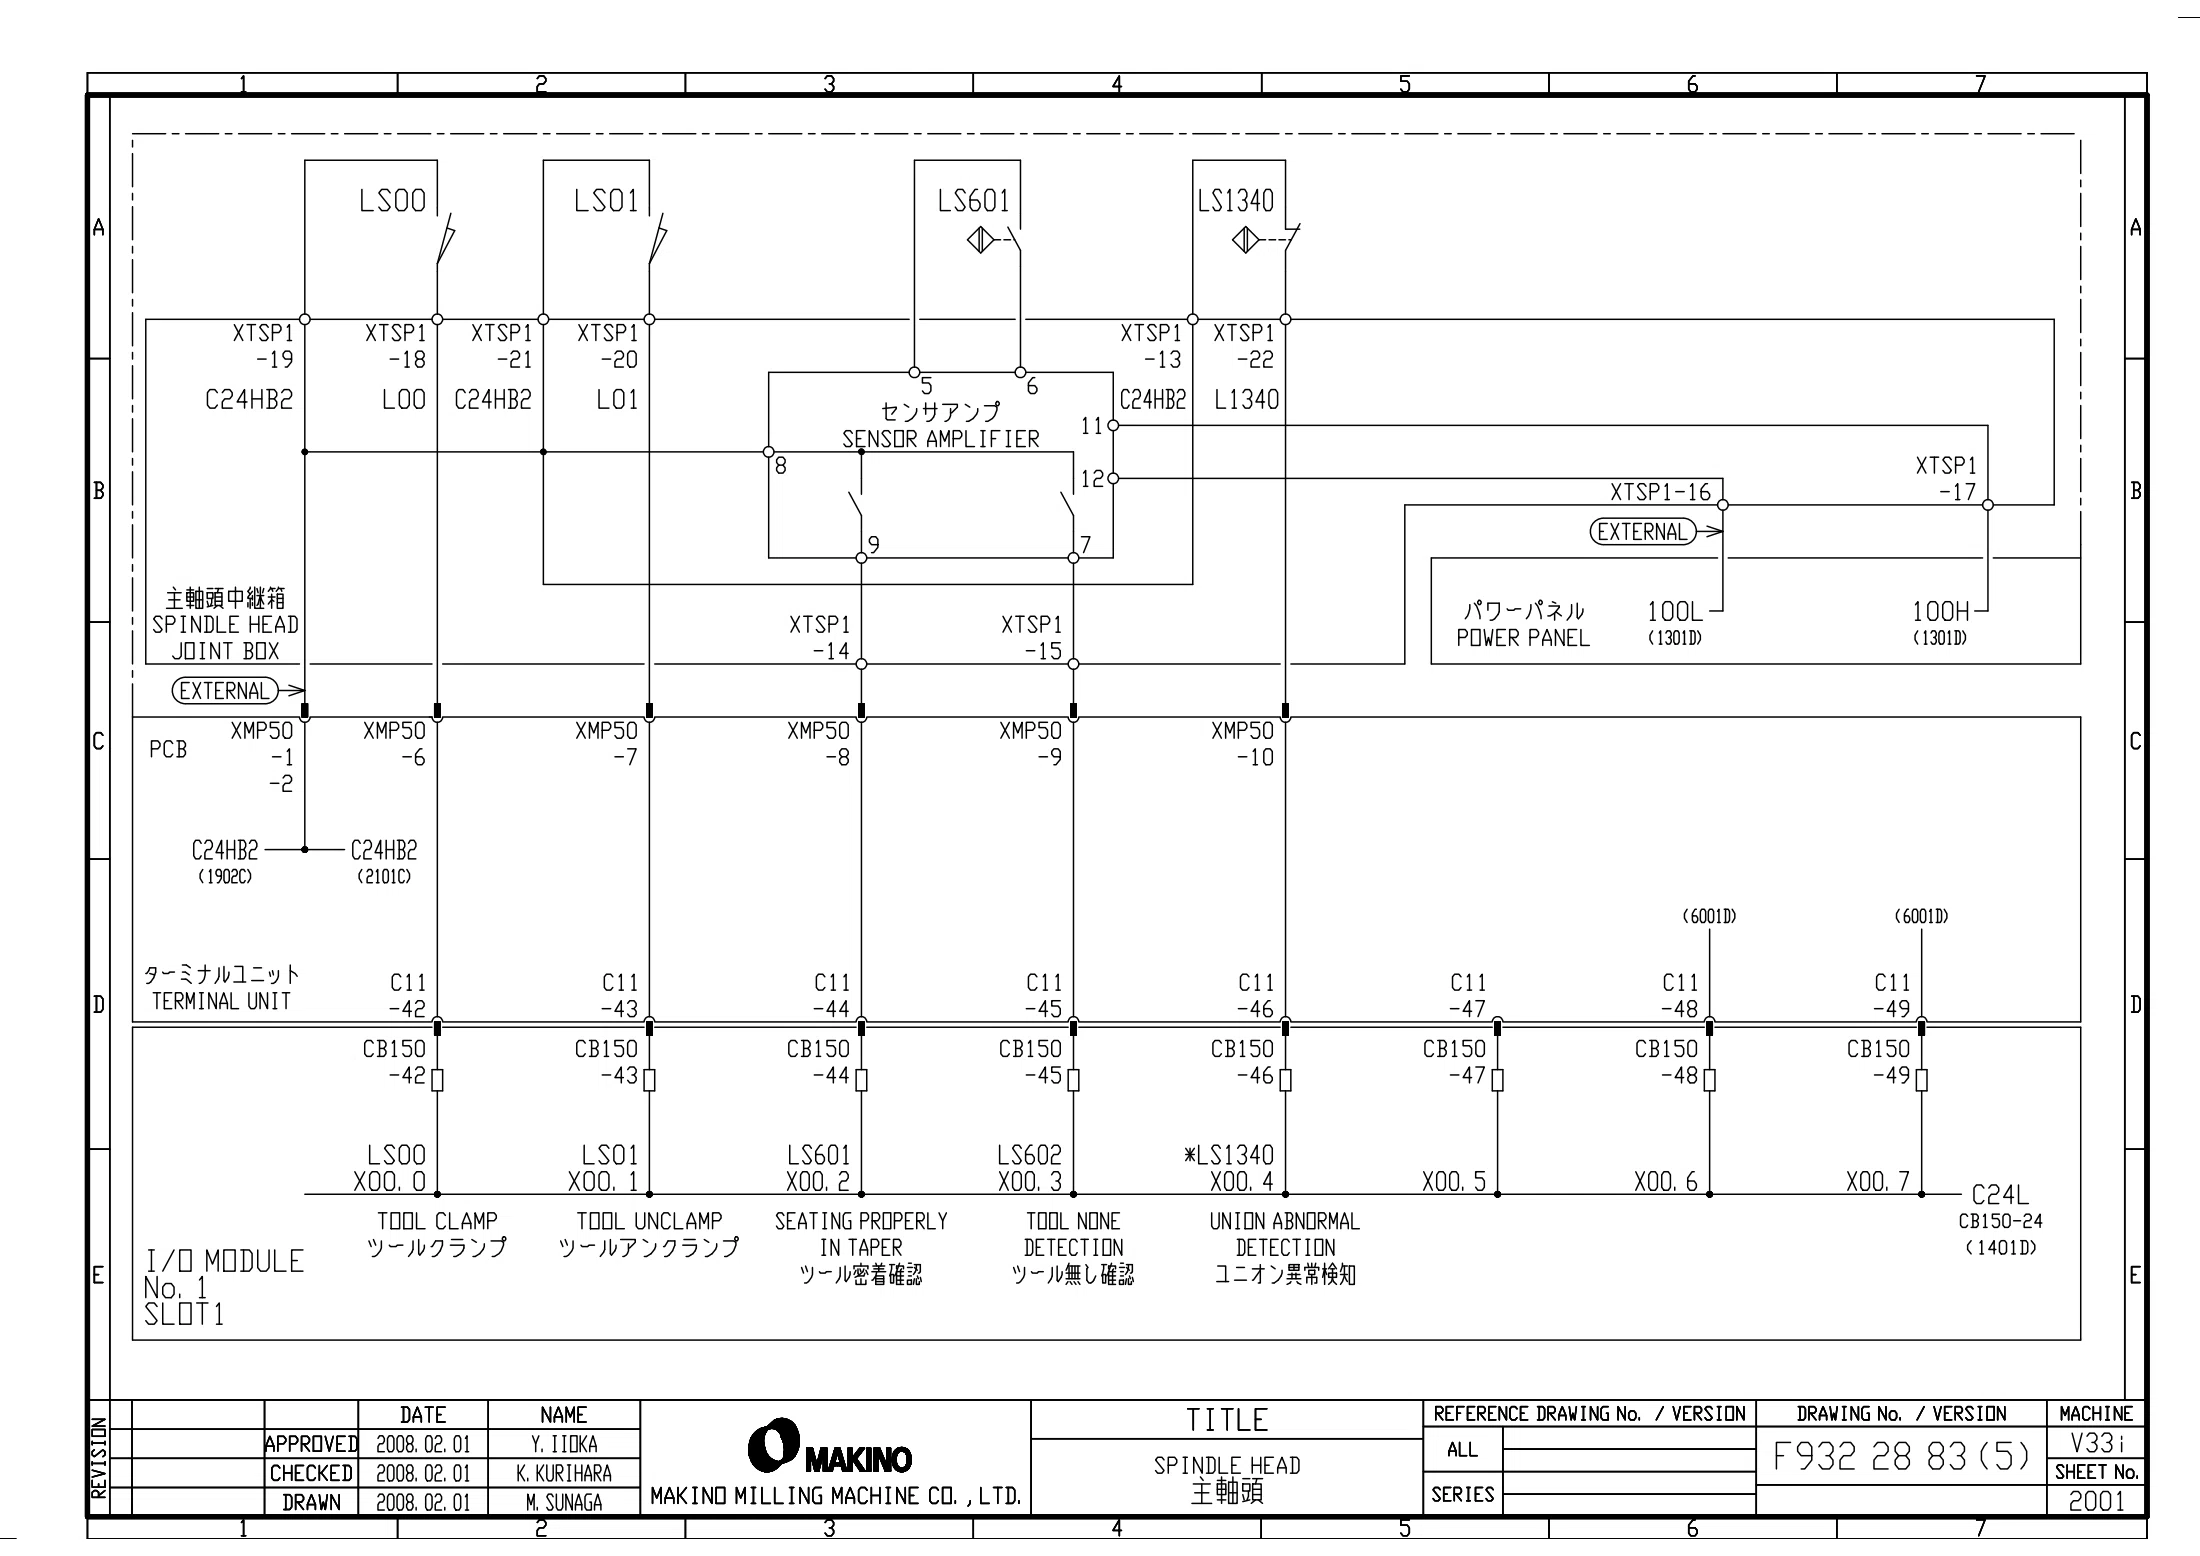 1 2 3 4 5 6 7
A A
LS00 LS01 LS601 LS1340
XTSP1 XTSP1 XTSP1 XTSP1 XTSP1 XTSP1
-19 -18 -21 -20 -13 -22
5 6
C24HB2 L00 C24HB2 L01 C24HB2 L1340
センサアンプ
11
SENSOR AMPLIFIER
8
XTSP1
12
B XTSP1-16 -17 B
EXTERNAL
9 7
主軸頭中継箱
SPINDLE HEAD
JOINT BOX
XTSP1 XTSP1
-14 -15
パワーパネル 100L 100H
POWER PANEL (1301D) (1301D)
EXTERNAL
C C
PCB
XMP50 XMP50 XMP50 XMP50 XMP50 XMP50
-1 -6 -7 -8 -9 -10
-2
C24HB2 C24HB2
(1902C) (2101C)
(6001D) (6001D)
ターミナルユニット
TERMINAL UNIT
D D
C11 C11 C11 C11 C11 C11 C11 C11
-42 -43 -44 -45 -46 -47 -48 -49
CB150 CB150 CB150 CB150 CB150 CB150 CB150 CB150
-42 -43 -44 -45 -46 -47 -48 -49
LS00 LS01 LS601 LS602 *LS1340
X00.0 X00.1 X00.2 X00.3 X00.4 X00.5 X00.6 X00.7
C24L
CB150-24
(1401D)
TOOL CLAMP
ツールクランプ
TOOL UNCLAMP
ツールアンクランプ
SEATING PROPERLY
IN TAPER
ツール密着確認
TOOL NONE
DETECTION
ツール無し確認
UNION ABNORMAL
DETECTION
ユニオン異常検知
E E
I/O MODULE
No. 1
SLOT1
REVISION
DATE NAME
APPROVED 2008.02.01 Y. IIOKA
CHECKED 2008.02.01 K. KURIHARA
DRAWN 2008.02.01 M. SUNAGA
MAKINO
MAKINO MILLING MACHINE CO., LTD.
TITLE
SPINDLE HEAD
主軸頭
REFERENCE DRAWING No. / VERSION
ALL
SERIES
DRAWING No. / VERSION
F932 28 83(5)
MACHINE
V33i
SHEET No.
2001
1 2 3 4 5 6 7